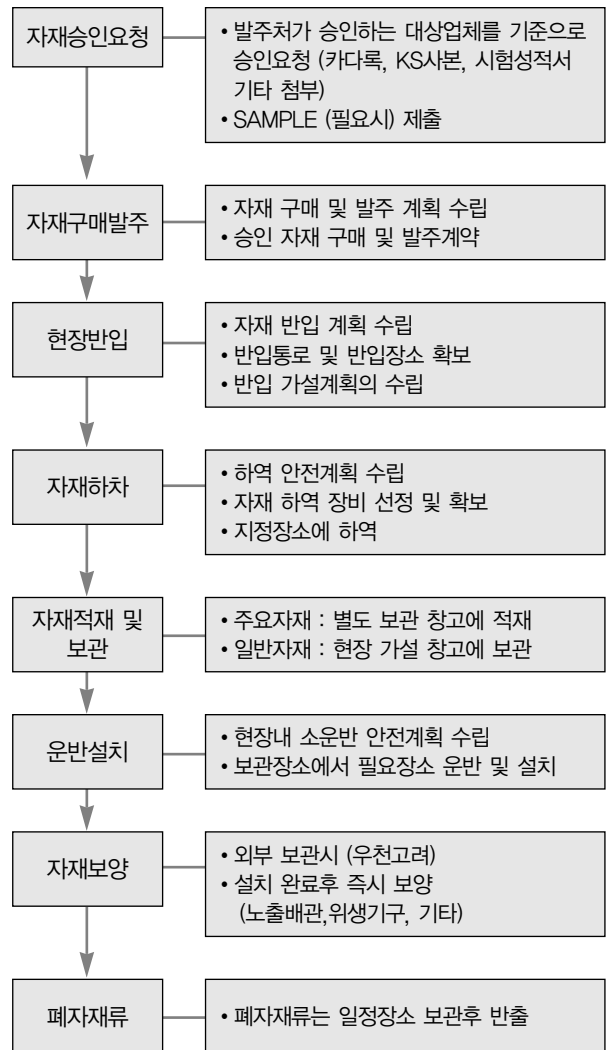 자재승인요청
• 발주처가 승인하는 대상업체를 기준으로
승인요청 (카다록, KS사본, 시험성적서
기타 첨부)
• SAMPLE (필요시) 제출
자재구매발주
• 자재 구매 및 발주 계획 수립
• 승인 자재 구매 및 발주계약
현장반입
• 자재 반입 계획 수립
• 반입통로 및 반입장소 확보
• 반입 가설계획의 수립
자재하차
• 하역 안전계획 수립
• 자재 하역 장비 선정 및 확보
• 지정장소에 하역
자재적재 및
보관
• 주요자재 : 별도 보관 창고에 적재
• 일반자재 : 현장 가설 창고에 보관
운반설치
• 현장내 소운반 안전계획 수립
• 보관장소에서 필요장소 운반 및 설치
자재보양
• 외부 보관시 (우천고려)
• 설치 완료후 즉시 보양
(노출배관,위생기구, 기타)
폐자재류
• 폐자재류는 일정장소 보관후 반출